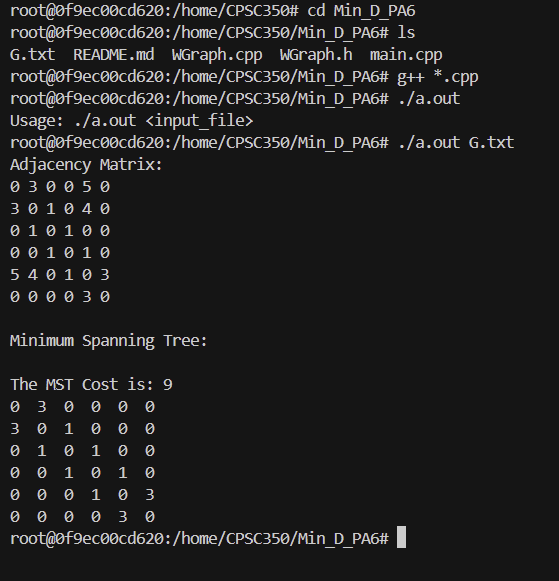 root@0f9ec00cd620:/home/CPSC350# cd Min_D_PA6
root@0f9ec00cd620:/home/CPSC350/Min_D_PA6# ls
G.txt  README.md  WGraph.cpp  WGraph.h  main.cpp
root@0f9ec00cd620:/home/CPSC350/Min_D_PA6# g++ *.cpp
root@0f9ec00cd620:/home/CPSC350/Min_D_PA6# ./a.out
Usage: ./a.out <input_file>
root@0f9ec00cd620:/home/CPSC350/Min_D_PA6# ./a.out G.txt
Adjacency Matrix:
0 3 0 0 5 0
3 0 1 0 4 0
0 1 0 1 0 0
0 0 1 0 1 0
5 4 0 1 0 3
0 0 0 0 3 0

Minimum Spanning Tree:

The MST Cost is: 9
0  3  0  0  0  0
3  0  1  0  0  0
0  1  0  1  0  0
0  0  1  0  1  0
0  0  0  1  0  3
0  0  0  0  3  0
root@0f9ec00cd620:/home/CPSC350/Min_D_PA6#